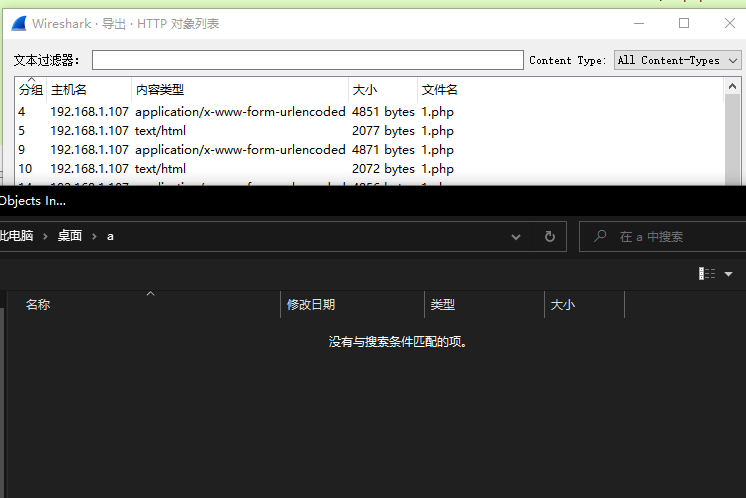 Wireshark · 导出 · HTTP 对象列表
文本过滤器： Content Type: All Content-Types
分组 主机名 内容类型 大小 文件名
4 192.168.1.107 application/x-www-form-urlencoded 4851 bytes 1.php
5 192.168.1.107 text/html 2077 bytes 1.php
9 192.168.1.107 application/x-www-form-urlencoded 4871 bytes 1.php
10 192.168.1.107 text/html 2072 bytes 1.php
Objects In...
此电脑 › 桌面 › a 在 a 中搜索
名称 修改日期 类型 大小
没有与搜索条件匹配的项。